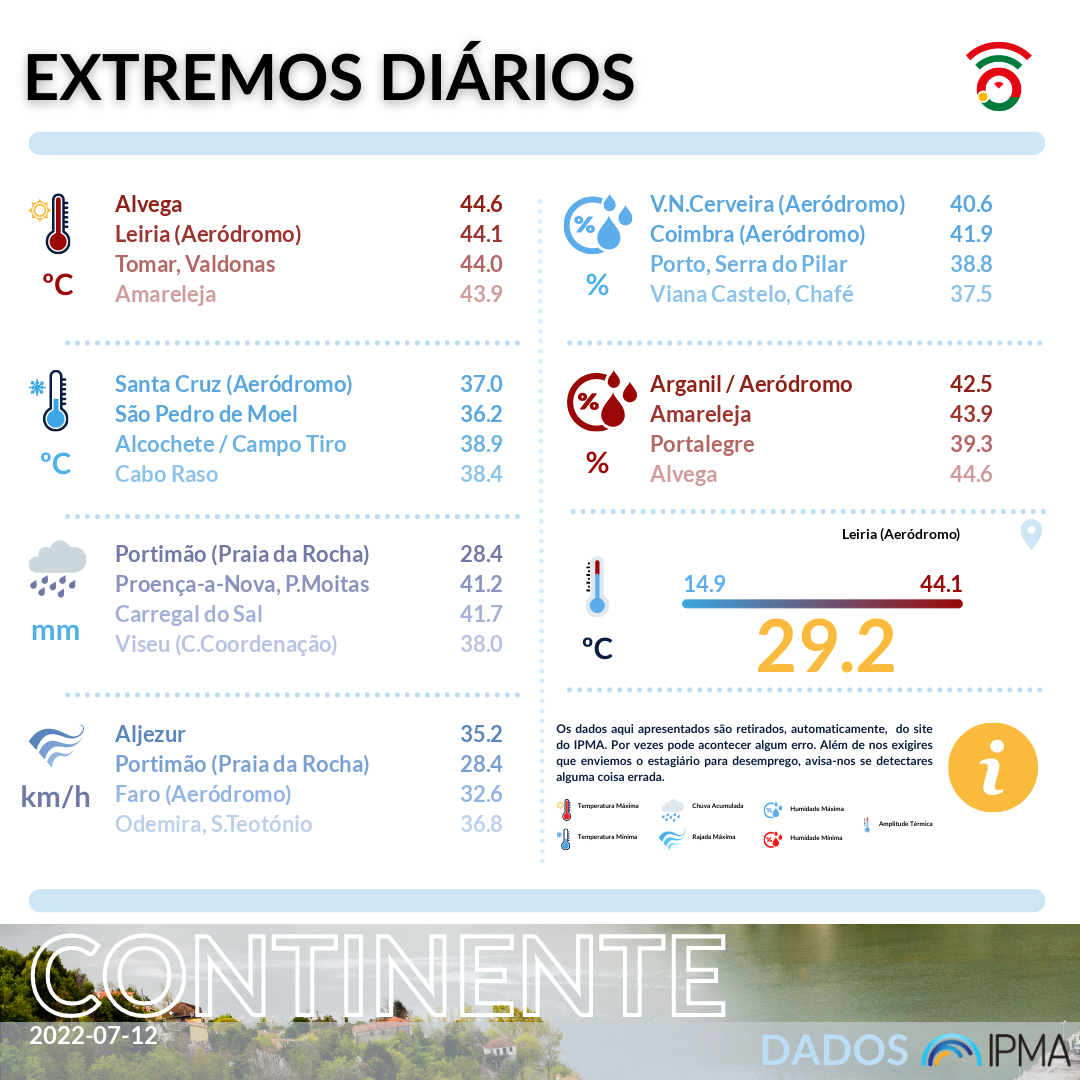 EXTREMOS DIÁRIOS
ºC
Alvega 44.6
Leiria (Aeródromo) 44.1
Tomar, Valdonas 44.0
Amareleja 43.9
ºC
Santa Cruz (Aeródromo) 37.0
São Pedro de Moel 36.2
Alcochete / Campo Tiro 38.9
Cabo Raso 38.4
mm
Portimão (Praia da Rocha) 28.4
Proença-a-Nova, P.Moitas 41.2
Carregal do Sal 41.7
Viseu (C.Coordenação) 38.0
km/h
Aljezur 35.2
Portimão (Praia da Rocha) 28.4
Faro (Aeródromo) 32.6
Odemira, S.Teotónio 36.8
%
%
V.N.Cerveira (Aeródromo) 40.6
Coimbra (Aeródromo) 41.9
Porto, Serra do Pilar 38.8
Viana Castelo, Chafé 37.5
%
%
Arganil / Aeródromo 42.5
Amareleja 43.9
Portalegre 39.3
Alvega 44.6
Leiria (Aeródromo)
14.9 44.1
ºC
29.2
Os dados aqui apresentados são retirados, automaticamente, do site
do IPMA. Por vezes pode acontecer algum erro. Além de nos exigires
que enviemos o estagiário para desemprego, avisa-nos se detectares
alguma coisa errada.
i
Temperatura Máxima Chuva Acumulada Humidade Máxima
Amplitude Térmica
Temperatura Mínima Rajada Máxima Humidade Mínima
CONTINENTE
2022-07-12
DADOS IPMA